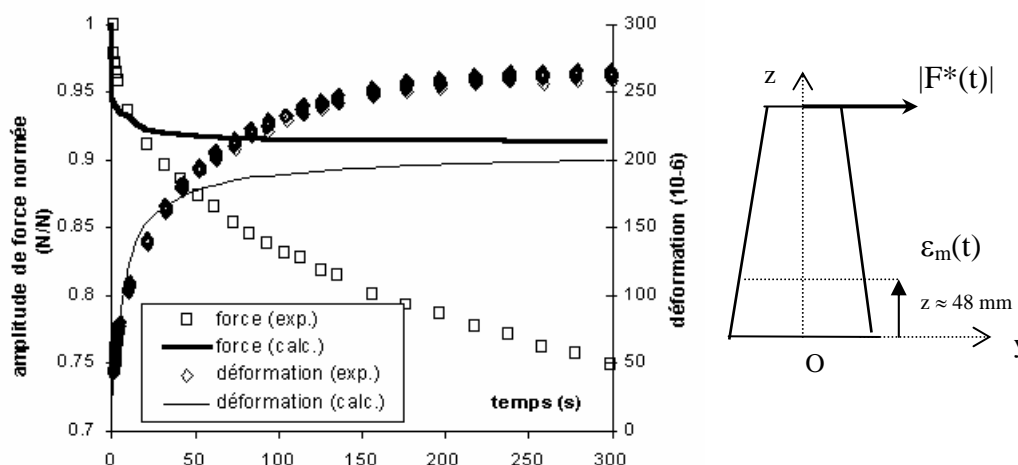 amplitude de force normée
(N/N)
1
0.95
0.9
0.85
0.8
0.75
0.7
0
50
100
150
200
250
300
temps (s)
force (exp.)
force (calc.)
déformation (exp.)
déformation (calc.)
300
250
200
150
100
50
0
déformation (10-6)
z
|F*(t)|
εm(t)
z ≈ 48 mm
O
y